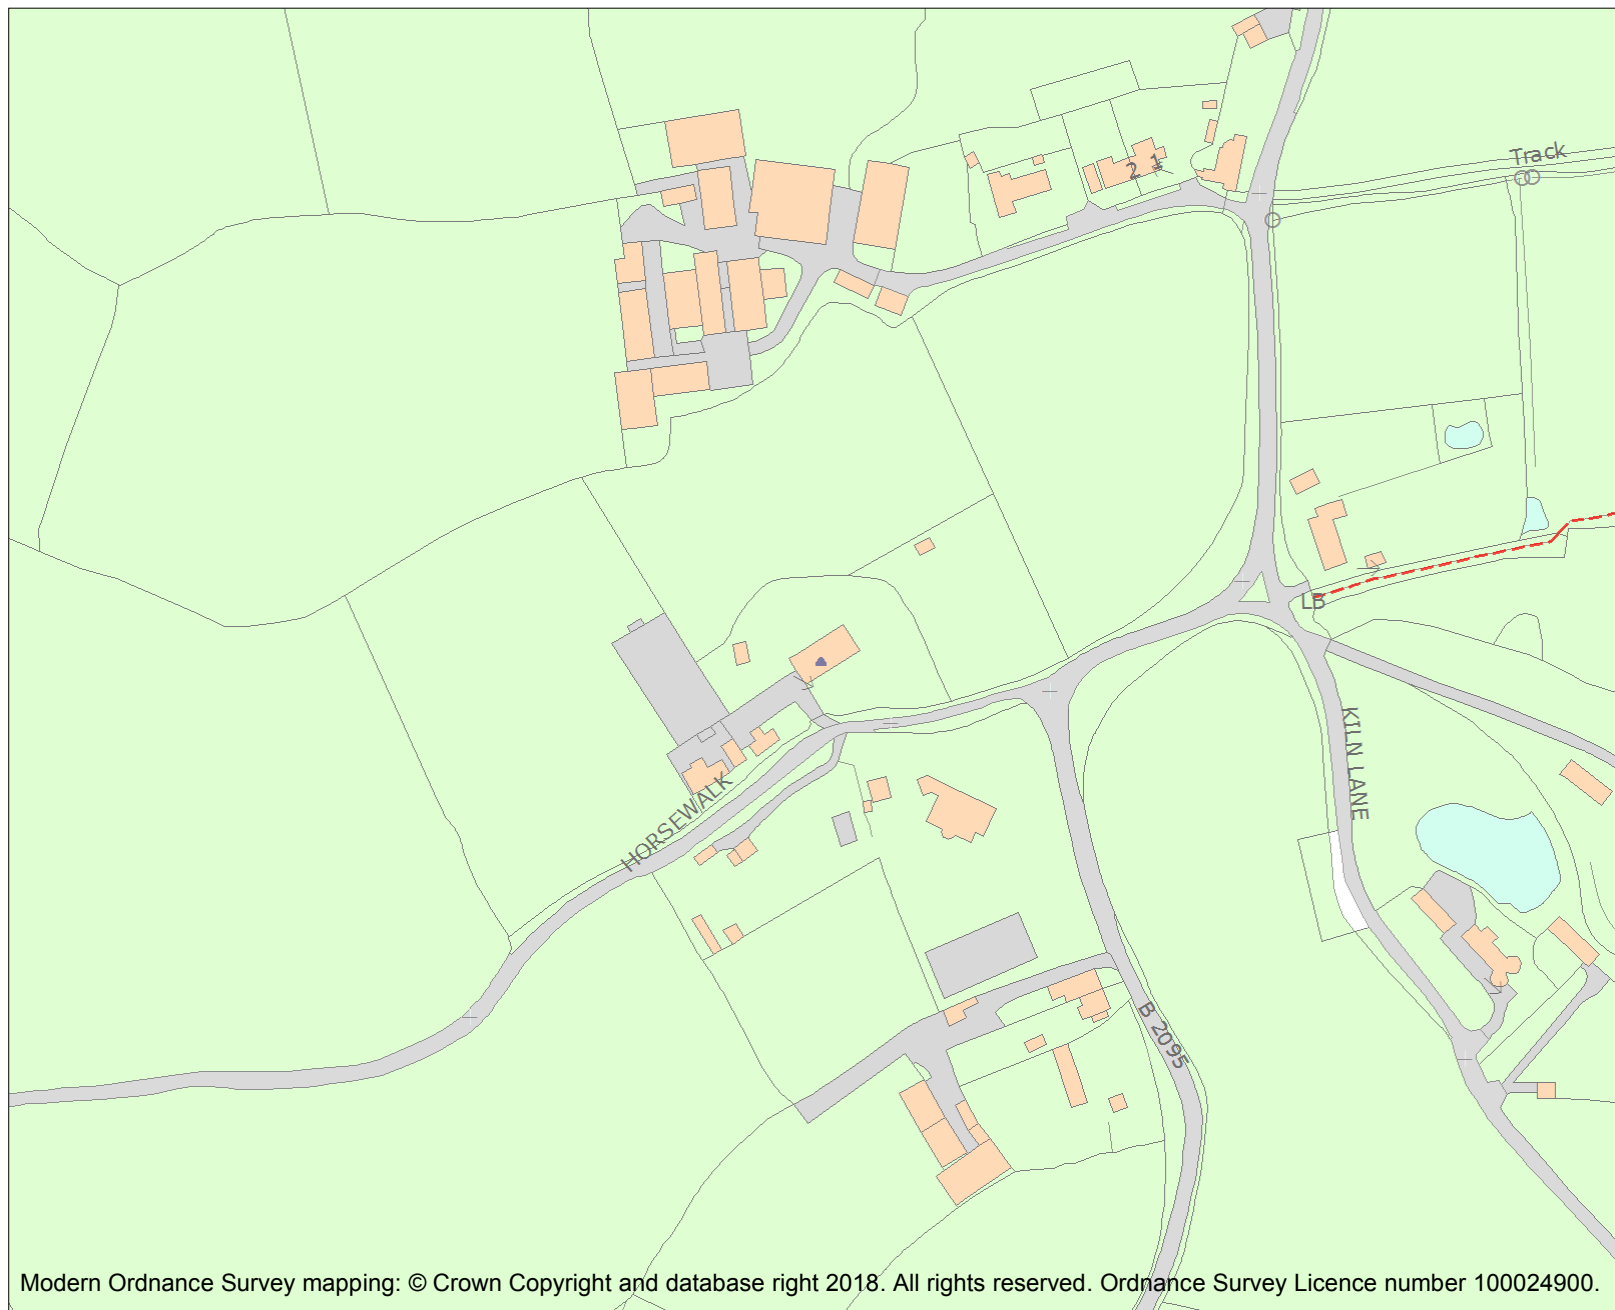 Track
2 1
LB
KILN LANE
HORSEWALK
B 2095
Modern Ordnance Survey mapping: © Crown Copyright and database right 2018. All rights reserved. Ordnance Survey Licence number 100024900.